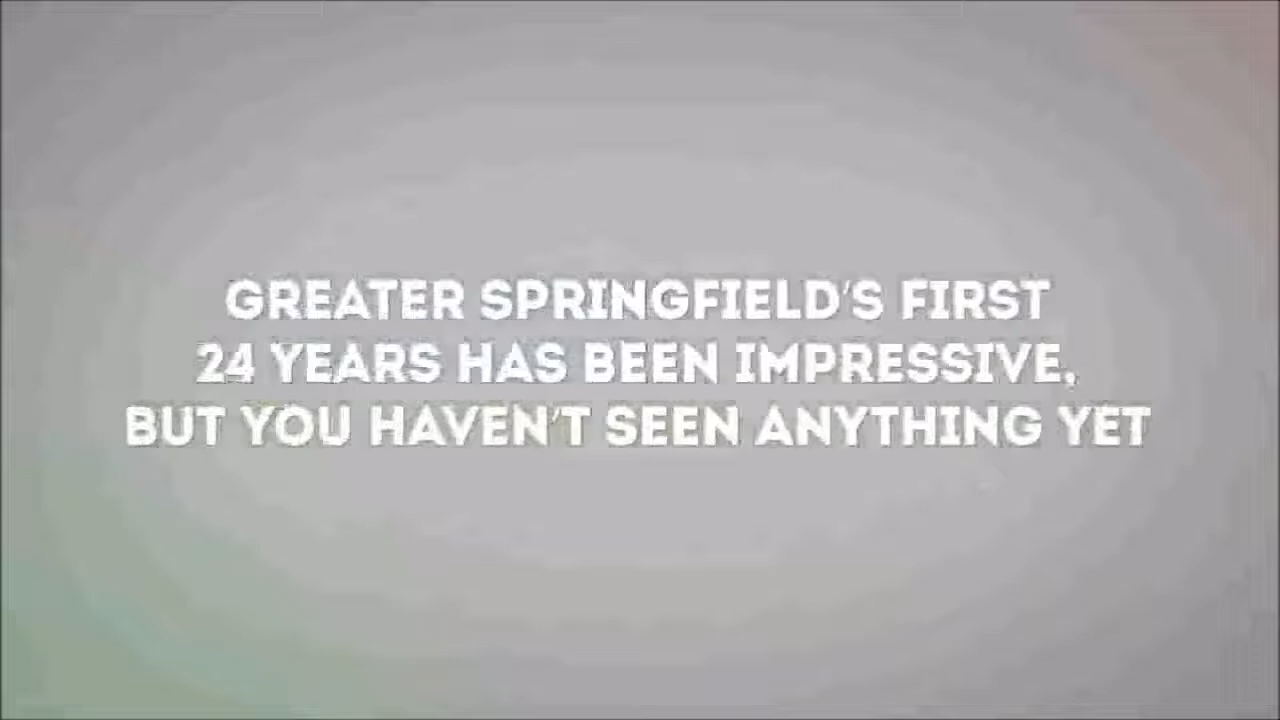 GREATER SPRINGFIELD'S FIRST
24 YEARS HAS BEEN IMPRESSIVE,
BUT YOU HAVEN'T SEEN ANYTHING YET